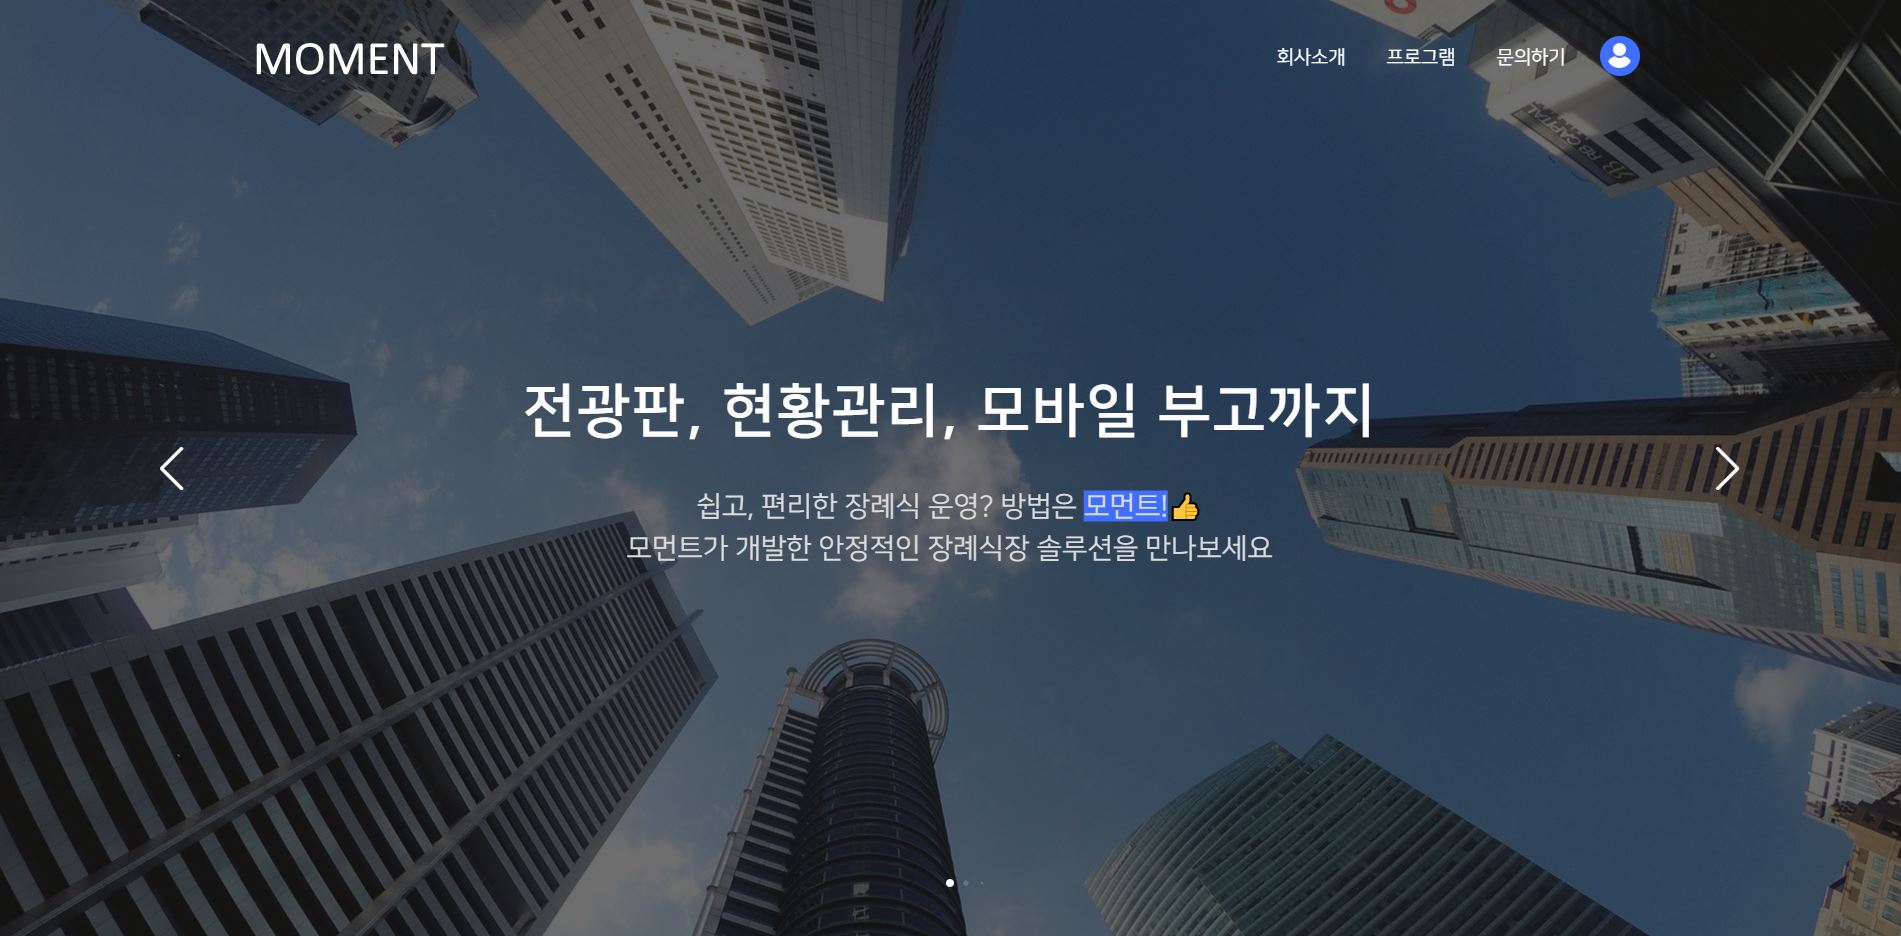 MOMENT
회사소개 프로그램 문의하기
전광판, 현황관리, 모바일 부고까지
쉽고, 편리한 장례식 운영? 방법은 모먼트!👍
모먼트가 개발한 안정적인 장례식장 솔루션을 만나보세요
CAPITAL